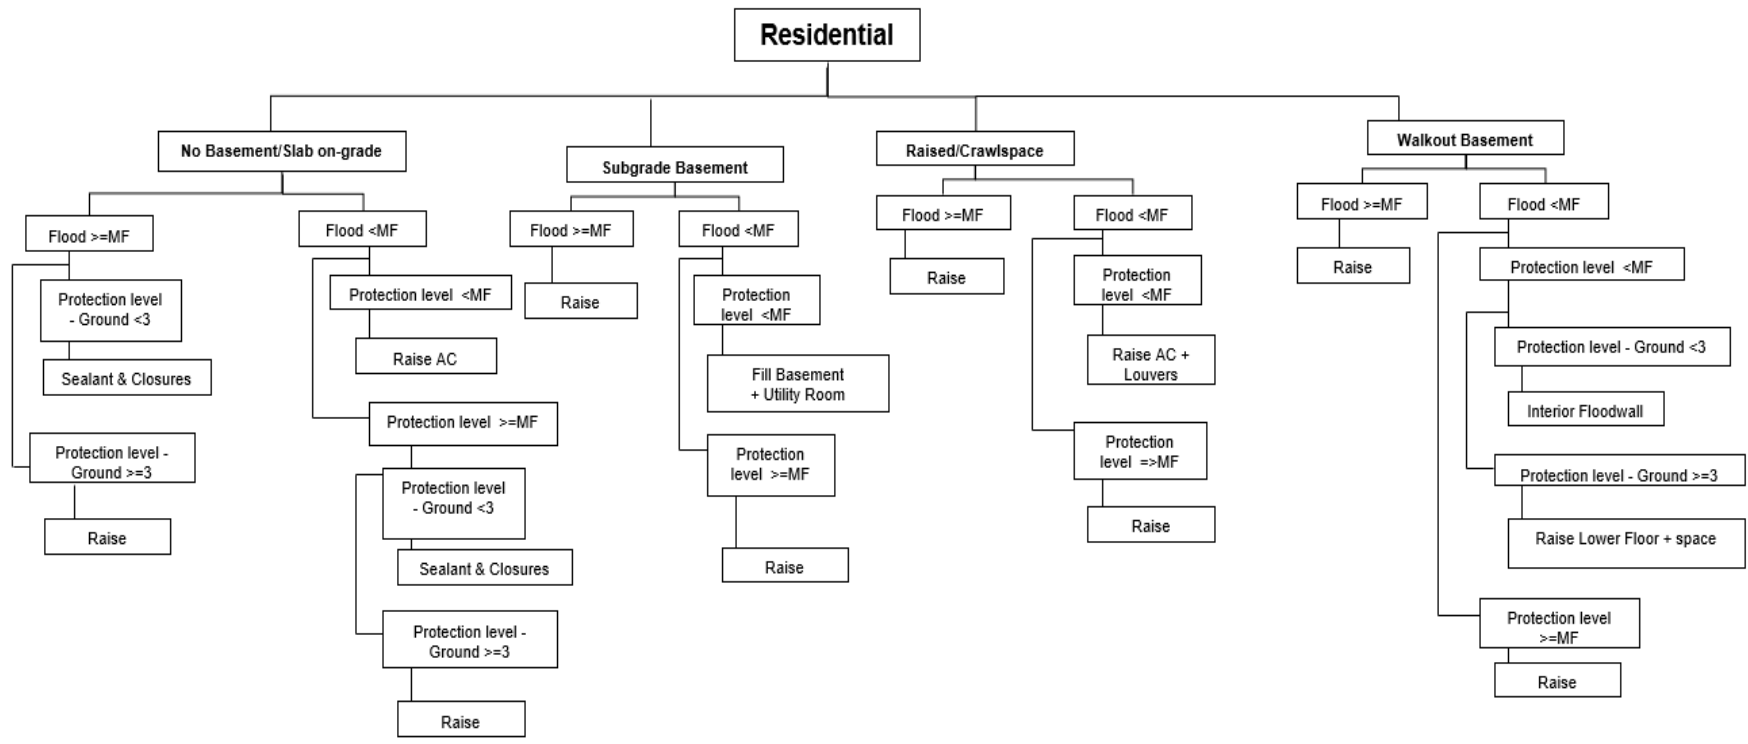 Residential
No Basement/Slab on-grade
Flood >=MF
Protection level
- Ground <3
Sealant & Closures
Protection level -
Ground >=3
Raise
Flood <MF
Protection level <MF
Raise AC
Protection level >=MF
Protection level
- Ground <3
Sealant & Closures
Protection level -
Ground >=3
Raise
Subgrade Basement
Flood >=MF
Raise
Flood <MF
Protection
level <MF
Fill Basement
+ Utility Room
Protection
level >=MF
Raise
Raised/Crawlspace
Flood >=MF
Raise
Flood <MF
Protection
level <MF
Raise AC +
Louvers
Protection
level =>MF
Raise
Walkout Basement
Flood >=MF
Raise
Flood <MF
Protection level <MF
Protection level - Ground <3
Interior Floodwall
Protection level - Ground >=3
Raise Lower Floor + space
Protection level
>=MF
Raise